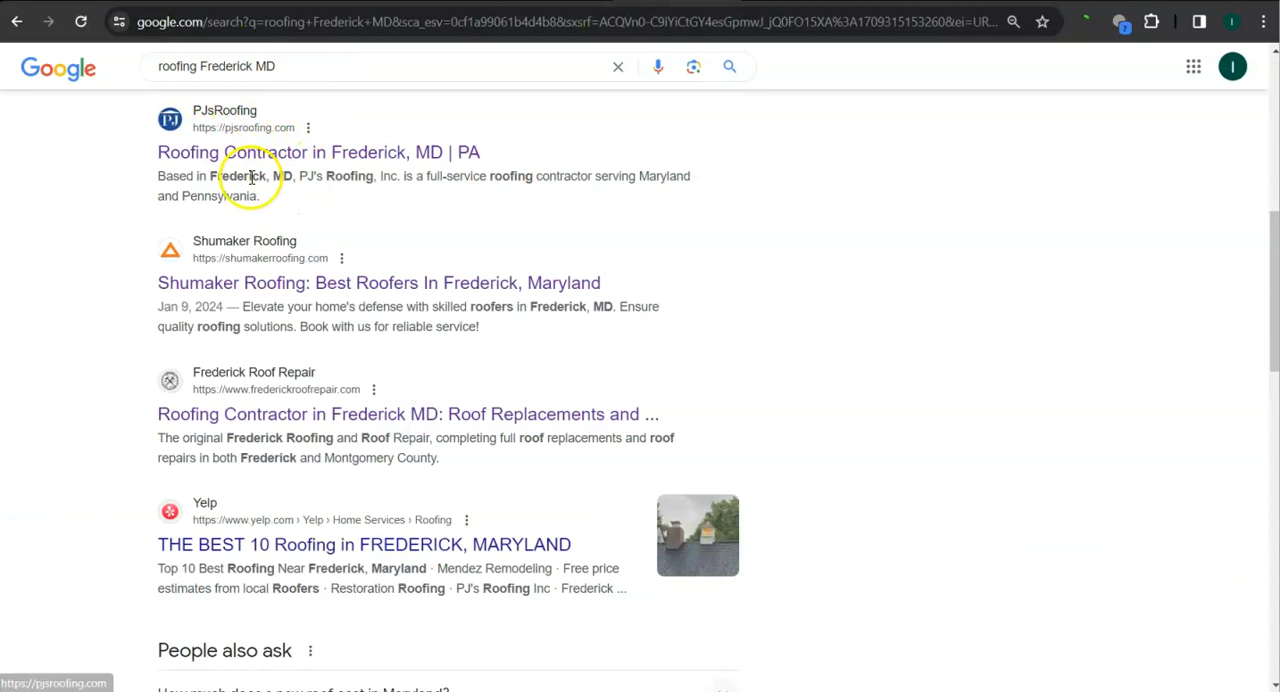 google.com/search?q=roofing+Frederick+MD&sca_esv=0cf1a99061b4d4b8&sxsrf=ACQVn0-C9iYiCtGY4esGpmwJ_jQ0FO15XA%3A1709315153260&ei=UR...
Google
roofing Frederick MD
I
I
PJsRoofing
https://pjsroofing.com
Roofing Contractor in Frederick, MD | PA
Based in Frederick, MD, PJ's Roofing, Inc. is a full-service roofing contractor serving Maryland
and Pennsylvania.
Shumaker Roofing
https://shumakerroofing.com
Shumaker Roofing: Best Roofers In Frederick, Maryland
Jan 9, 2024 — Elevate your home's defense with skilled roofers in Frederick, MD. Ensure
quality roofing solutions. Book with us for reliable service!
Frederick Roof Repair
https://www.frederickroofrepair.com
Roofing Contractor in Frederick MD: Roof Replacements and ...
The original Frederick Roofing and Roof Repair, completing full roof replacements and roof
repairs in both Frederick and Montgomery County.
Yelp
https://www.yelp.com › Yelp › Home Services › Roofing
THE BEST 10 Roofing in FREDERICK, MARYLAND
Top 10 Best Roofing Near Frederick, Maryland · Mendez Remodeling · Free price
estimates from local Roofers · Restoration Roofing · PJ's Roofing Inc · Frederick ...
People also ask
https://pjsroofing.com
How much does a new roof cost in Maryland?